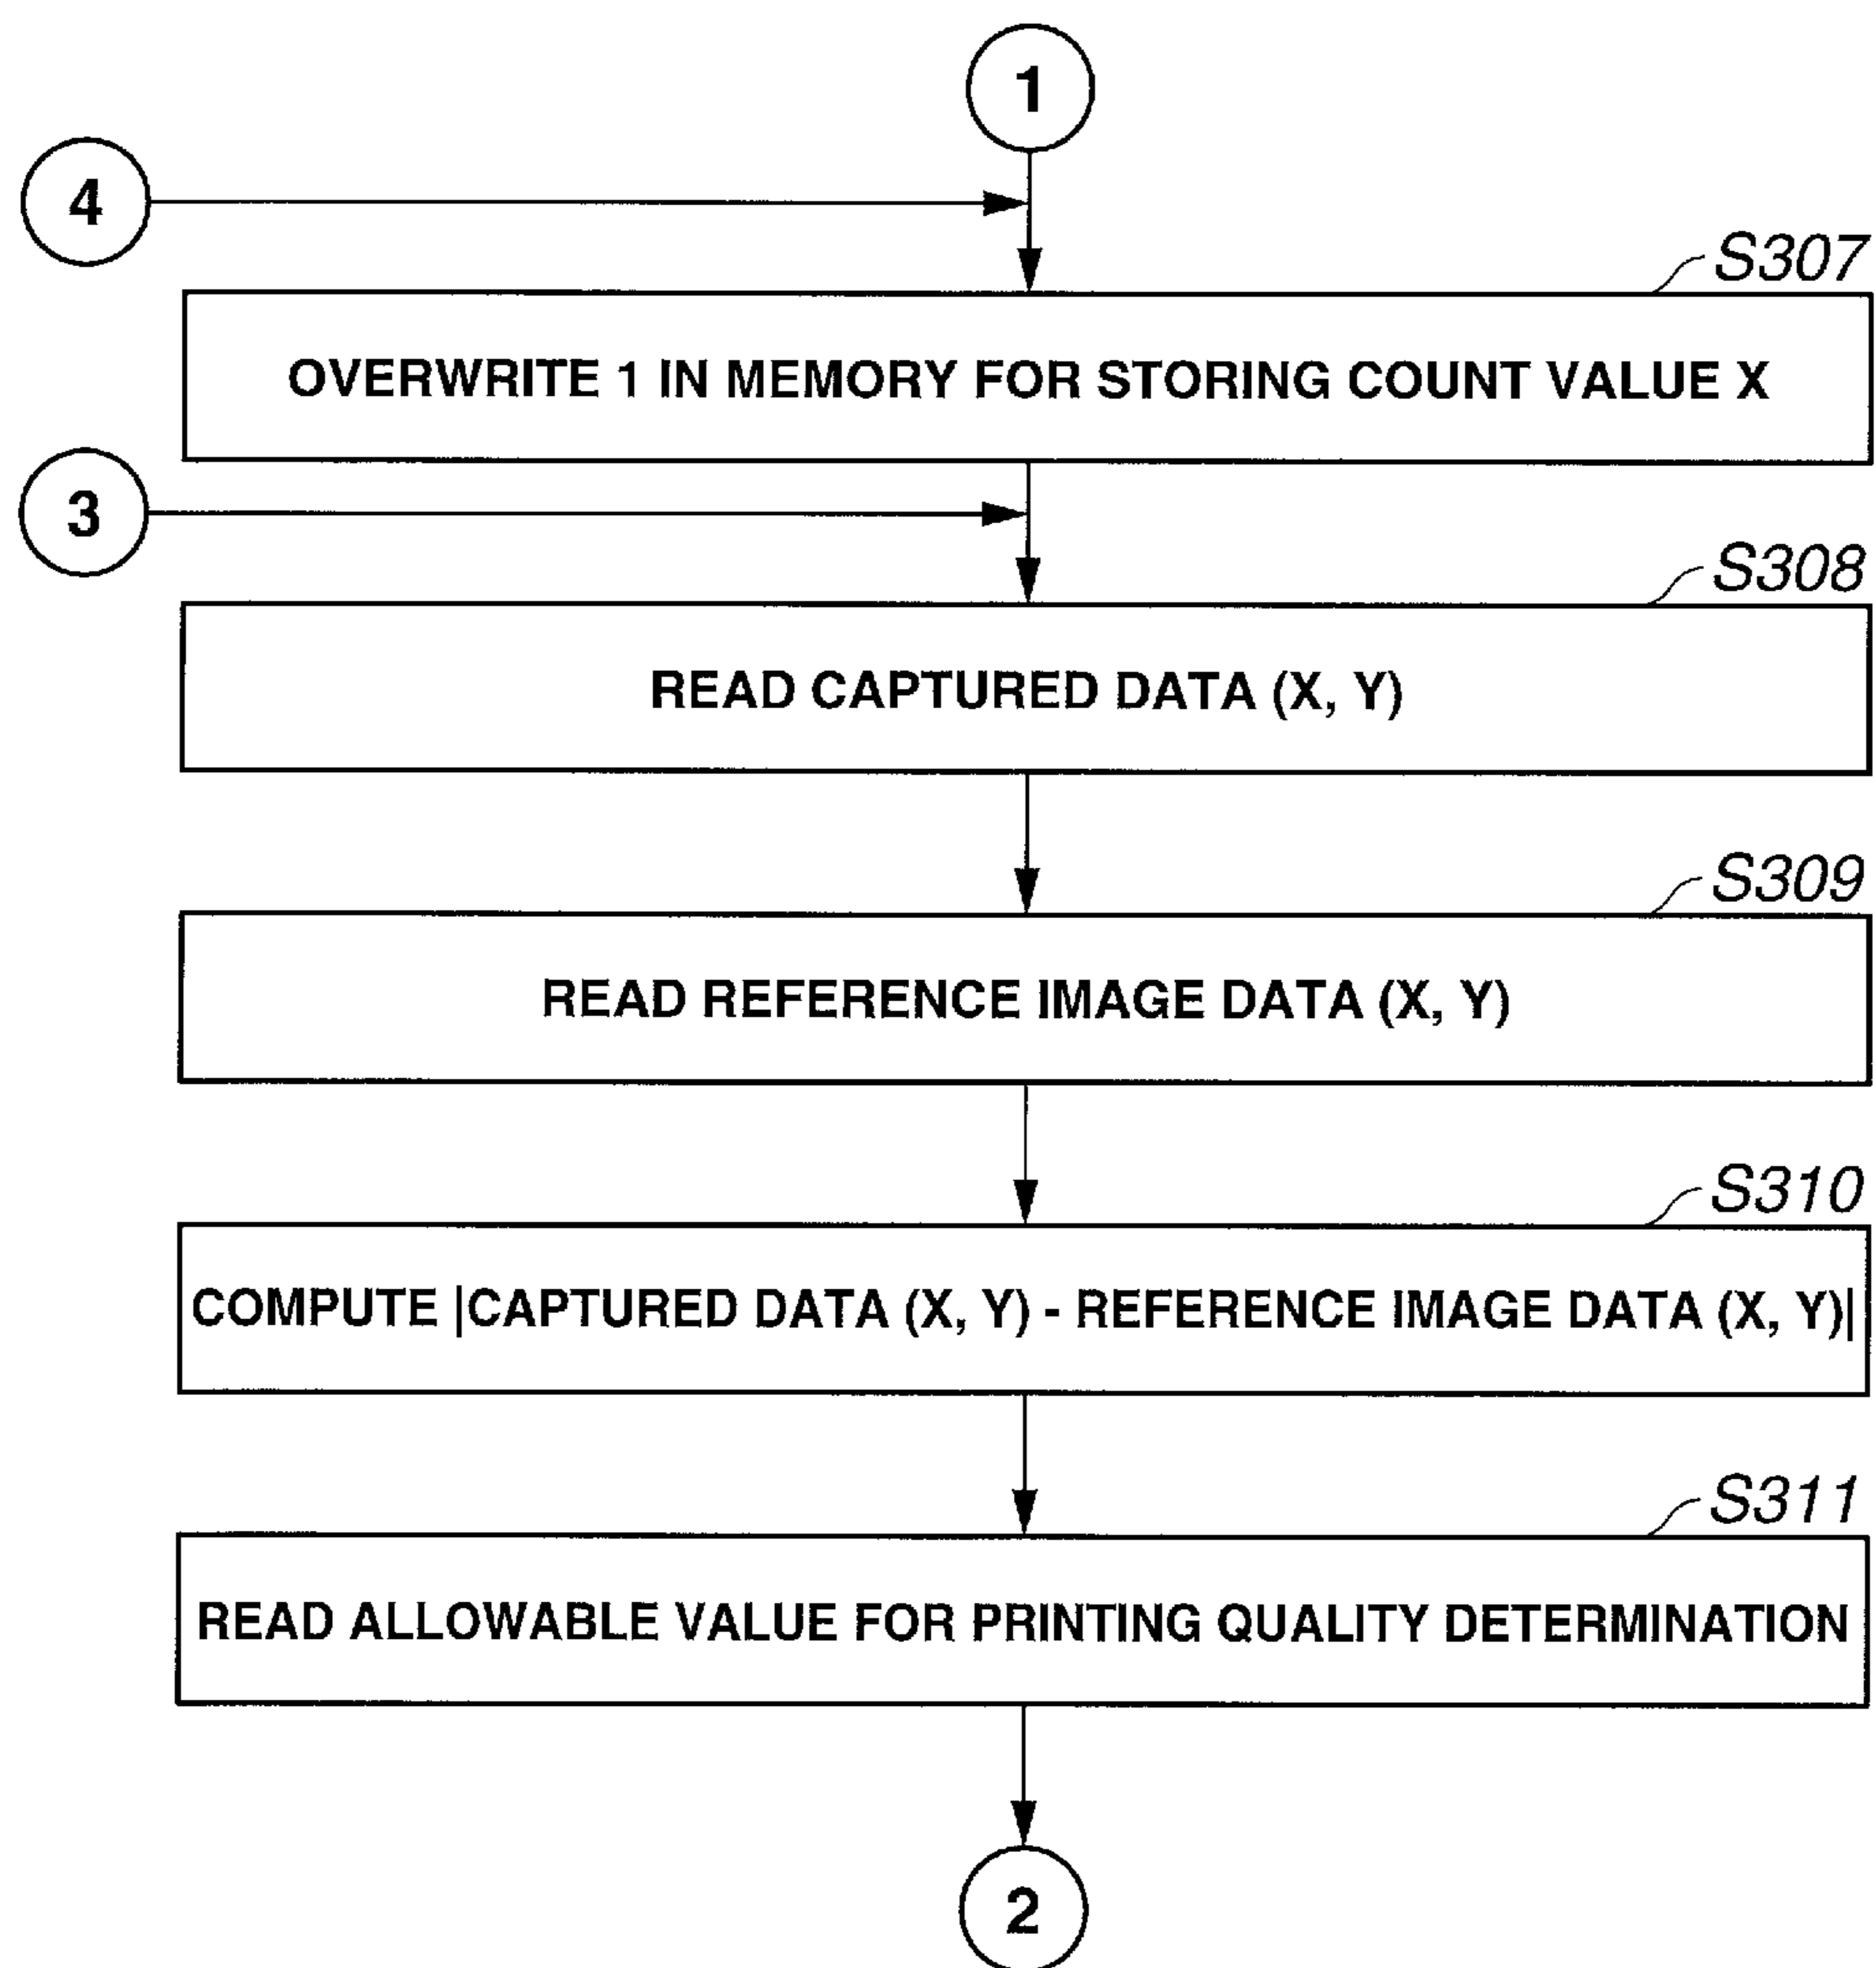 1
4
S307
OVERWRITE 1 IN MEMORY FOR STORING COUNT VALUE X
3
S308
READ CAPTURED DATA (X, Y)
S309
READ REFERENCE IMAGE DATA (X, Y)
S310
COMPUTE |CAPTURED DATA (X, Y) - REFERENCE IMAGE DATA (X, Y)|
S311
READ ALLOWABLE VALUE FOR PRINTING QUALITY DETERMINATION
2